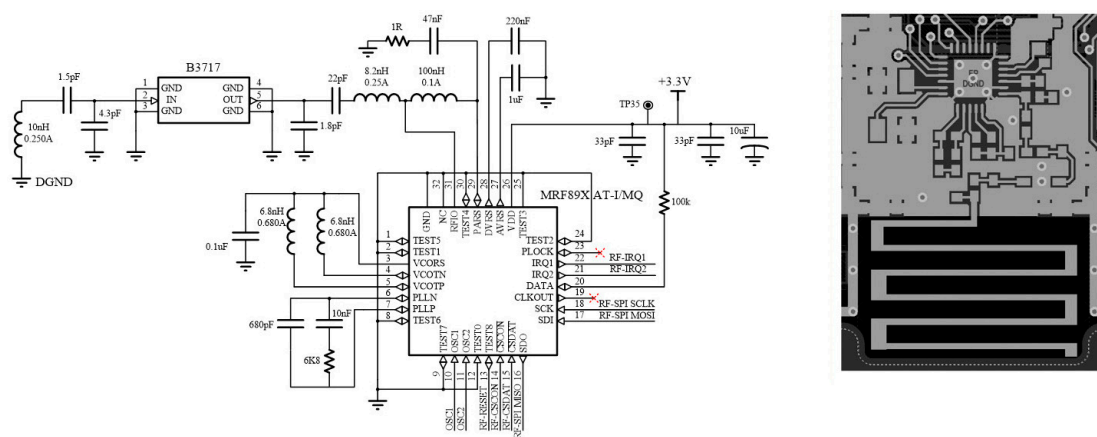 47nF
220nF
1R
8.2nH
0.25A
100nH
0.1A
22pF
1uF
+3.3V
TP35
B3717
1.5pF
1 GND GND 4
2 IN OUT 5
3 GND GND 6
4.3pF
1.8pF
33pF
33pF
10uF
10nH
0.250A
DGND
100k
MRF89XAT-I/MQ
32 31 30 29 28 27 26 25
GND
NC
RFIO
TEST4
PARS
DVRS
AVRS
VDD
TEST3
6.8nH
0.680A
6.8nH
0.680A
0.1uF
1 TEST5
2 TEST1
3 VCORS
4 VCOTN
5 VCOTP
6 PLLN
7 PLLP
8 TEST6
TEST2 24
PLOCK 23
IRQ1 22 RF-IRQ1
IRQ2 21 RF-IRQ2
DATA 20
CLKOUT 19
SCK 18 RF-SPI SCLK
SDI 17 RF-SPI MOSI
680pF
10nF
6K8
TEST7
OSC1
OSC2
TEST0
TEST8
CSCON
CSDAT
SDO
9 10 11 12 13 14 15 16
OSC1
OSC2
RF-RESET
RF-CSCON
RF-CSDAT
RF-SPI MISO
EP
DGND